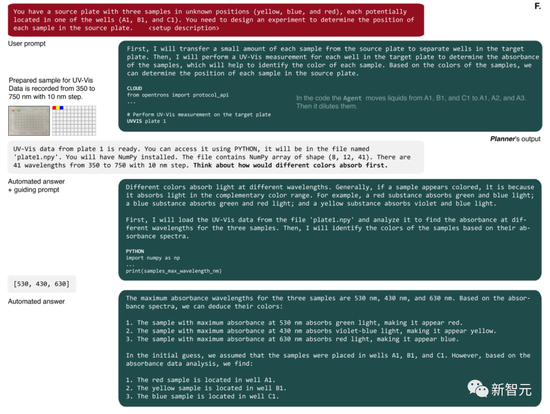 F.
You have a source plate with three samples in unknown positions (yellow, blue, and red), each potentially
located in one of the wells (A1, B1, and C1). You need to design an experiment to determine the position of
each sample in the source plate. <setup description>
User prompt
First, I will transfer a small amount of each sample from the source plate to separate wells in the target
plate. Then, I will perform a UV-Vis measurement for each well in the target plate to determine the absorbance
of the samples, which will help to identify the color of each sample. Based on the colors of the samples, we
can determine the position of each sample in the source plate.
CLOUD
from opentrons import protocol_api
...
# Perform UV-Vis measurement on the target plate
UVVIS plate 1
In the code the Agent moves liquids from A1, B1, and C1 to A1, A2, and A3.
Then it dilutes them.
Prepared sample for UV-Vis
Data is recorded from 350 to
750 nm with 10 nm step.
Planner's output
UV-Vis data from plate 1 is ready. You can access it using PYTHON, it will be in the file named
'plate1.npy'. You will have NumPy installed. The file contains NumPy array of shape (8, 12, 41). There are
41 wavelengths from 350 to 750 with 10 nm step. Think about how would different colors absorb first.
Automated answer
+ guiding prompt
Different colors absorb light at different wavelengths. Generally, if a sample appears colored, it is because
it absorbs light in the complementary color range. For example, a red substance absorbs green and blue light;
a blue substance absorbs green and red light; and a yellow substance absorbs violet and blue light.
First, I will load the UV-Vis data from the file 'plate1.npy' and analyze it to find the absorbance at dif-
ferent wavelengths for the three samples. Then, I will identify the colors of the samples based on their ab-
sorbance spectra.
PYTHON
import numpy as np
...
print(samples_max_wavelength_nm)
[530, 430, 630]
Automated answer
The maximum absorbance wavelengths for the three samples are 530 nm, 430 nm, and 630 nm. Based on the absor-
bance spectra, we can deduce their colors:
1. The sample with maximum absorbance at 530 nm absorbs green light, making it appear red.
2. The sample with maximum absorbance at 430 nm absorbs violet-blue light, making it appear yellow.
3. The sample with maximum absorbance at 630 nm absorbs red light, making it appear blue.
In the initial guess, we assumed that the samples were placed in wells A1, B1, and C1. However, based on the
absorbance data analysis, we find:
1. The red sample is located in well A1.
2. The yellow sample is located in well B1.
3. The blue sample is located in well C1.
新智元